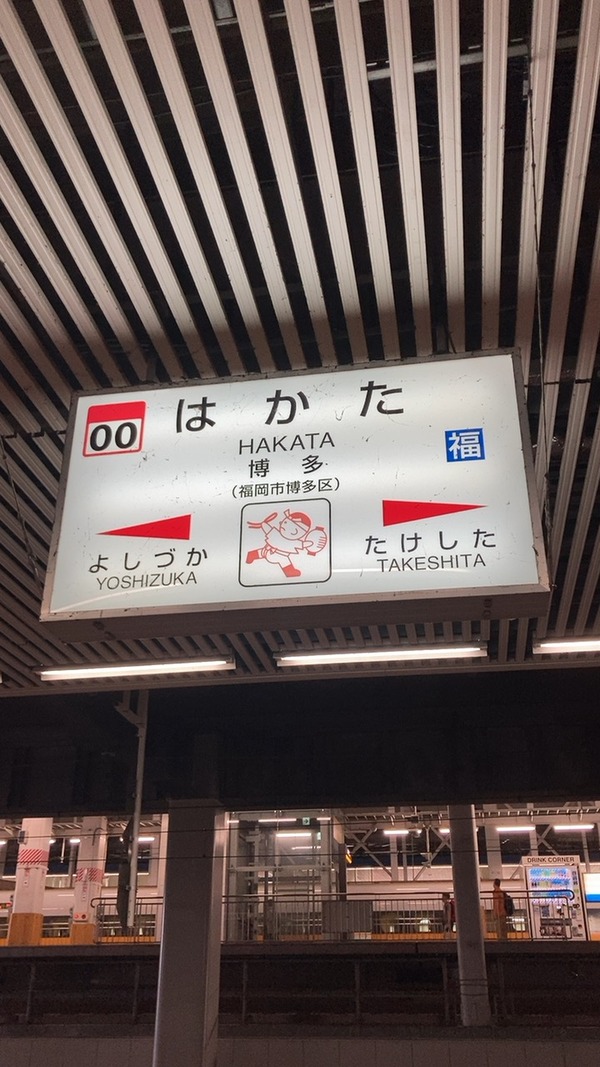 00
はかた
HAKATA
博多
(福岡市博多区)
福
よしづか
YOSHIZUKA
たけした
TAKESHITA
DRINK CORNER